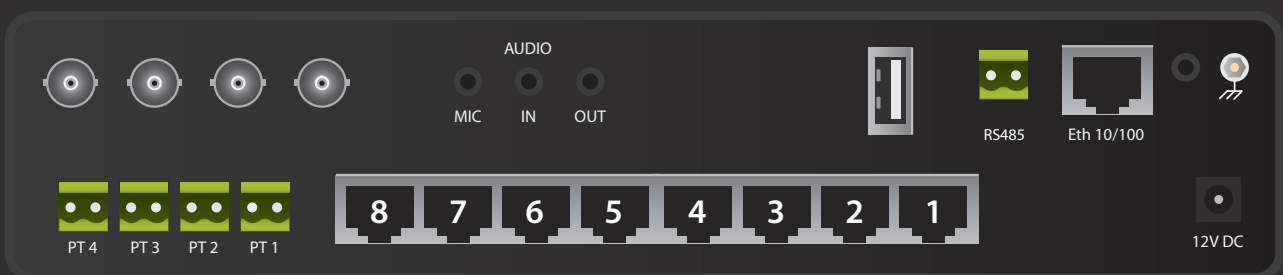 AUDIO
MIC IN OUT
RS485 Eth 10/100
8 7 6 5 4 3 2 1
PT 4 PT 3 PT 2 PT 1
12V DC